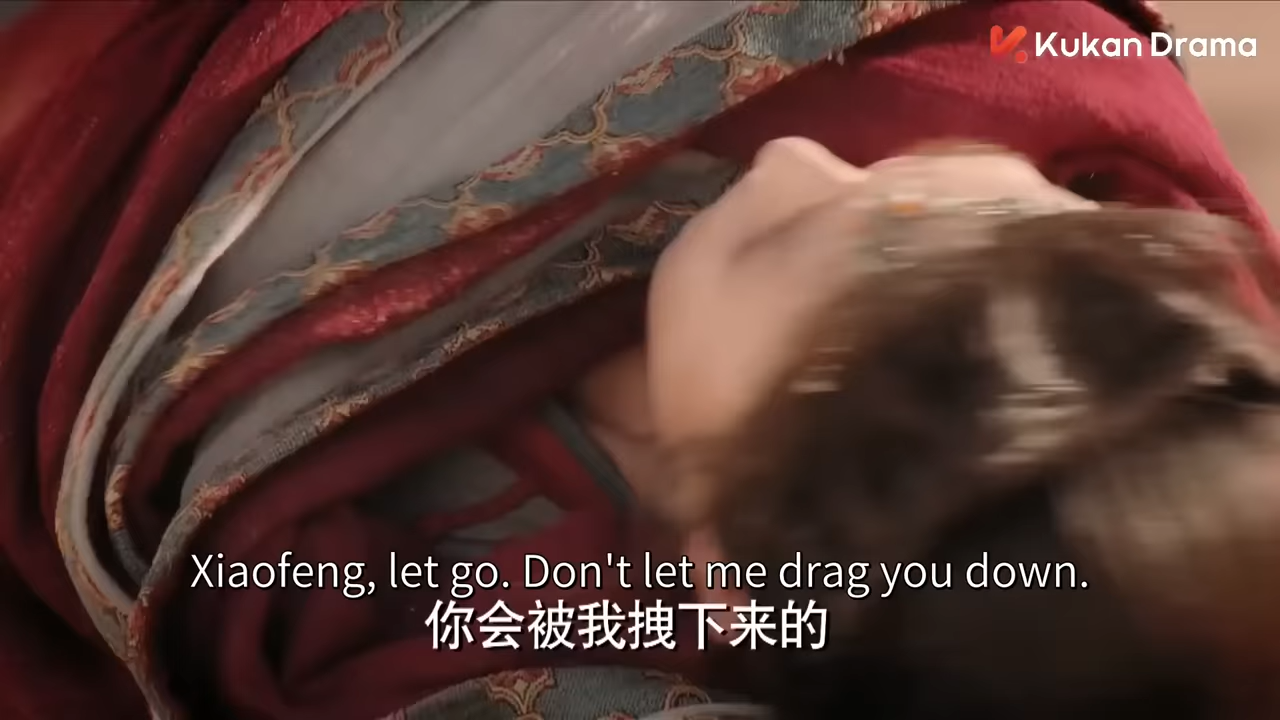 Kukan Drama
Xiaofeng, let go. Don't let me drag you down.
你会被我拽下来的